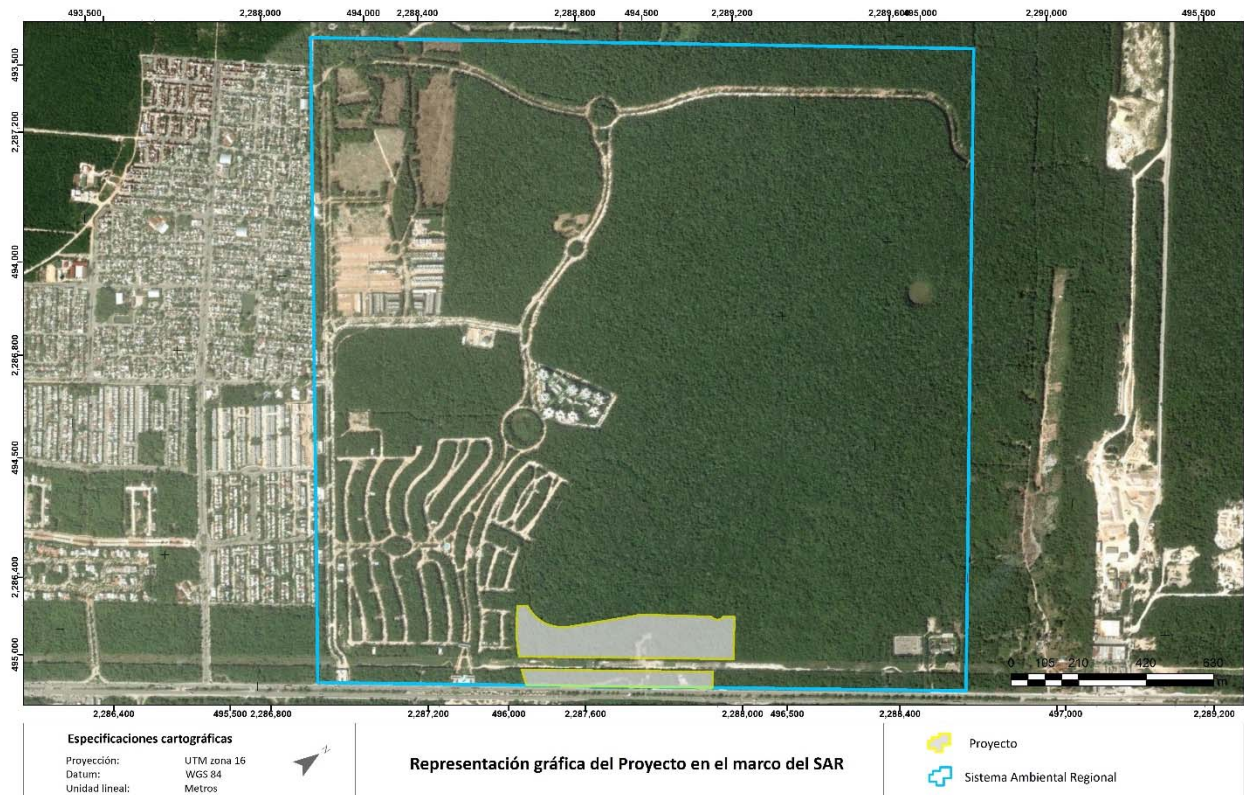 493,500 2,288,000 494,000 2,288,400 2,288,800 494,500 2,289,200 2,289,600 495,000 2,290,000 495,500
493,500
2,287,200
494,000
2,286,800
494,500
2,286,400
495,000
0 105 210 420 630
m
2,286,400 495,500 2,286,800 2,287,200 496,000 2,287,600 2,288,000 496,500 2,288,400 497,000 2,289,200
Especificaciones cartográficas
Proyección: UTM zona 16
Datum: WGS 84
Unidad lineal: Metros
N
Representación gráfica del Proyecto en el marco del SAR
Proyecto
Sistema Ambiental Regional